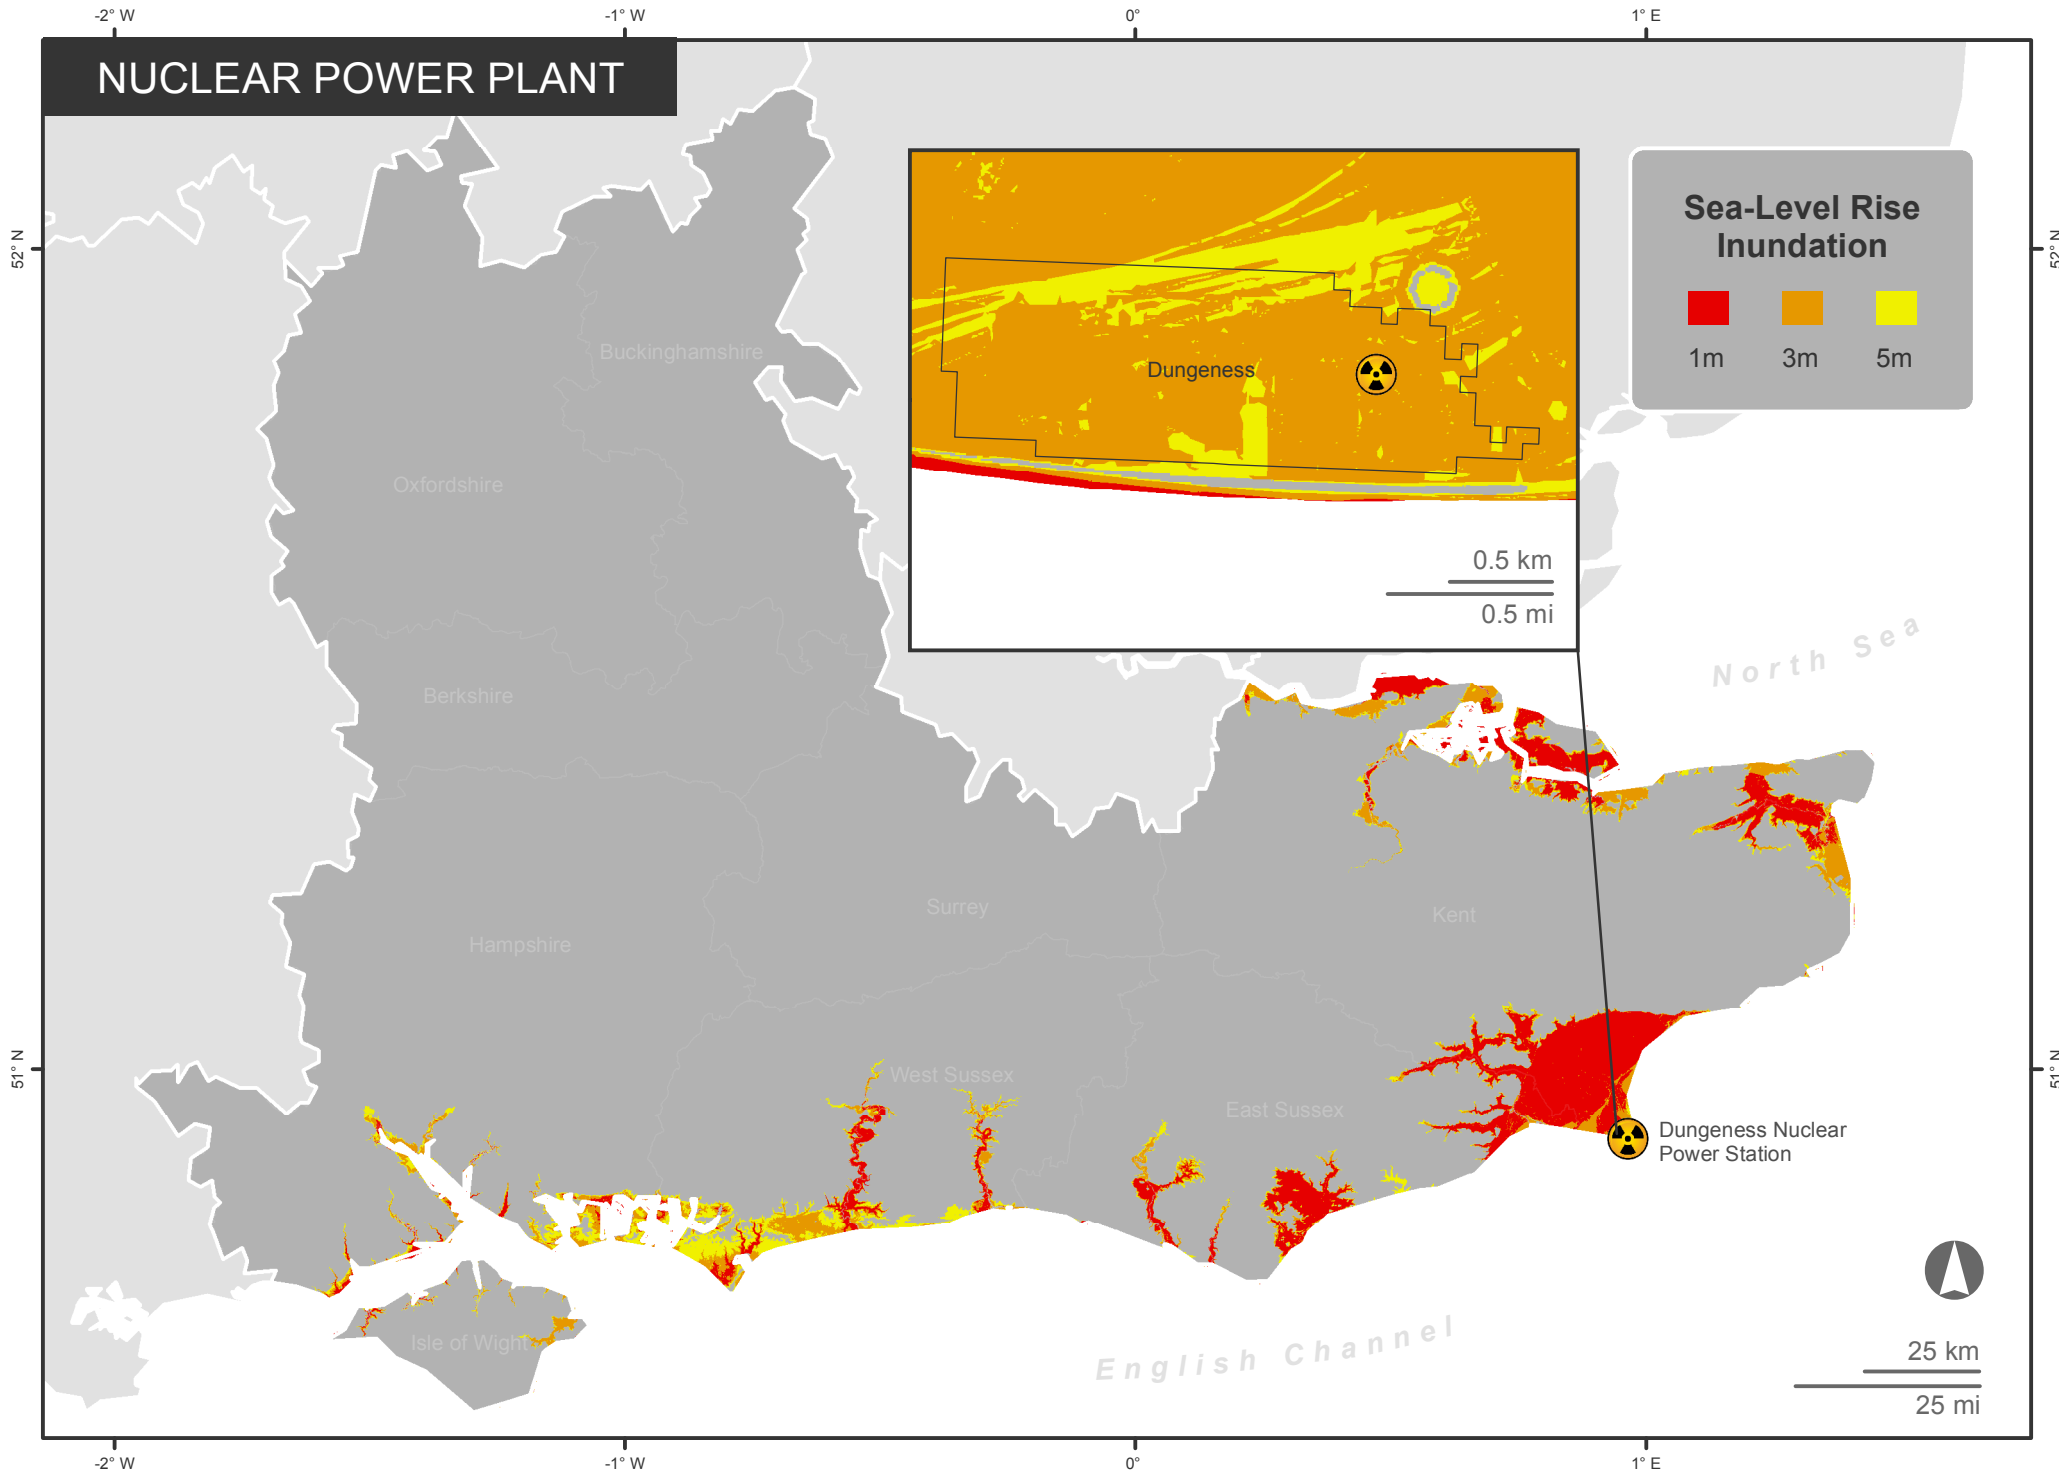 -2° W
-1° W
0°
1° E
NUCLEAR POWER PLANT
52° N
52° N
Sea-Level Rise
Inundation
1m
3m
5m
Dungeness
0.5 km
0.5 mi
Buckinghamshire
Oxfordshire
Berkshire
North Sea
Surrey
Kent
Hampshire
51° N
51° N
West Sussex
East Sussex
Dungeness Nuclear
Power Station
Isle of Wight
English Channel
25 km
25 mi
-2° W
-1° W
0°
1° E